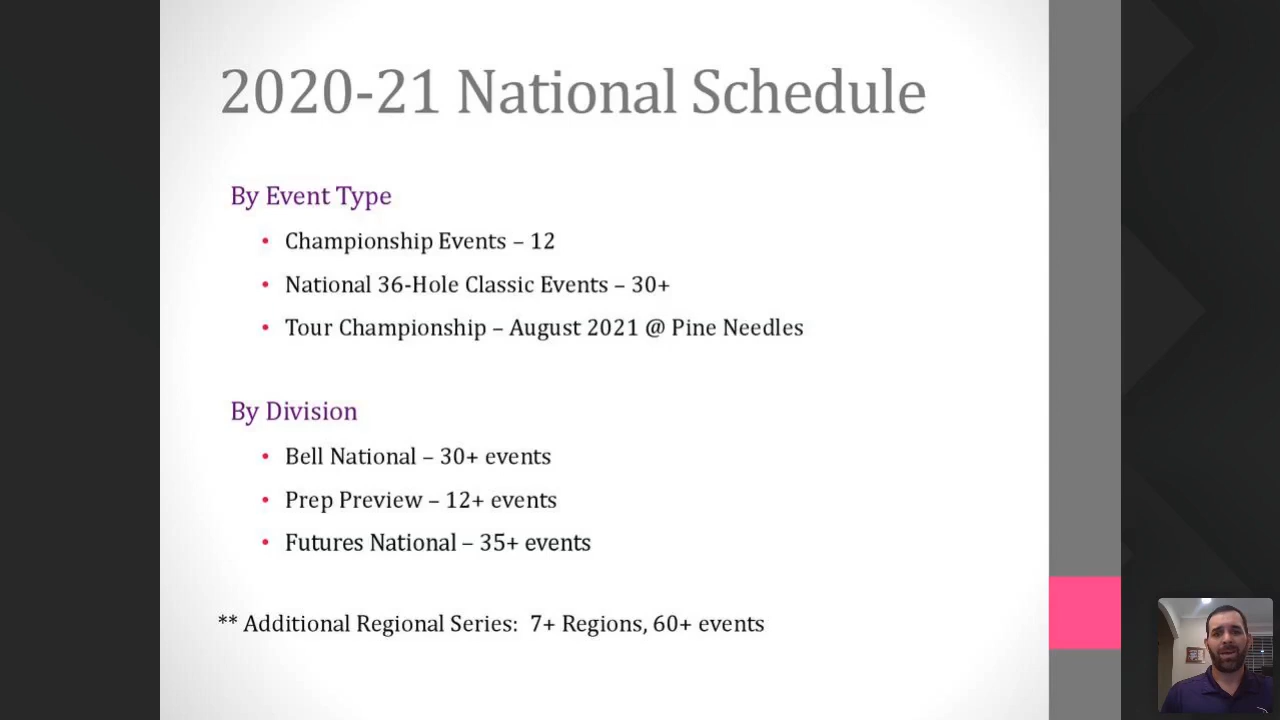 2020-21 National Schedule
By Event Type
• Championship Events – 12
• National 36-Hole Classic Events – 30+
• Tour Championship – August 2021 @ Pine Needles
By Division
• Bell National – 30+ events
• Prep Preview – 12+ events
• Futures National – 35+ events
** Additional Regional Series:  7+ Regions, 60+ events